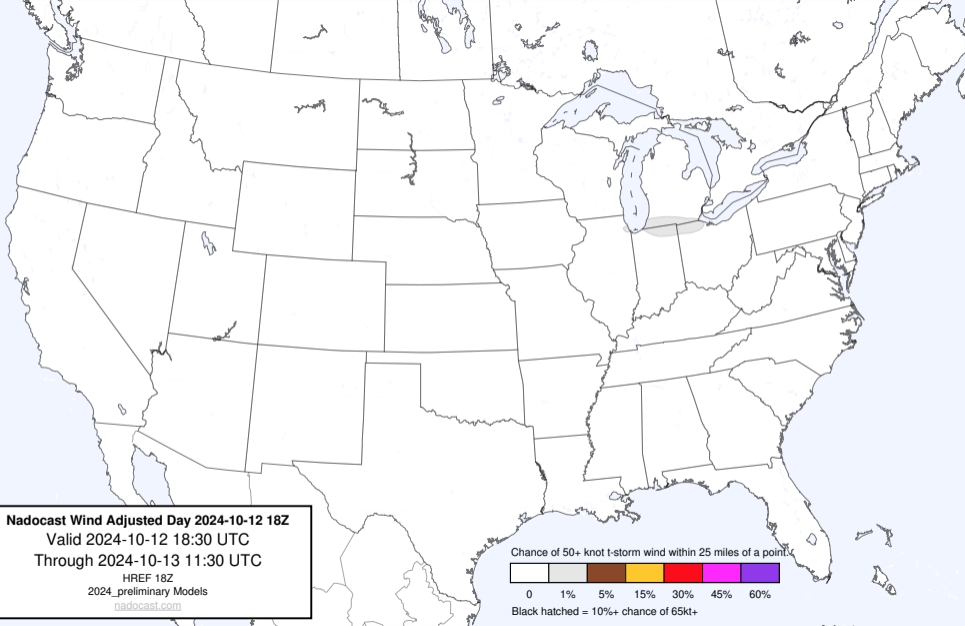 Nadocast Wind Adjusted Day 2024-10-12 18Z
Valid 2024-10-12 18:30 UTC
Through 2024-10-13 11:30 UTC
HREF 18Z
2024_preliminary Models
nadocast.com
Chance of 50+ knot t-storm wind within 25 miles of a point.
0 1% 5% 15% 30% 45% 60%
Black hatched = 10%+ chance of 65kt+